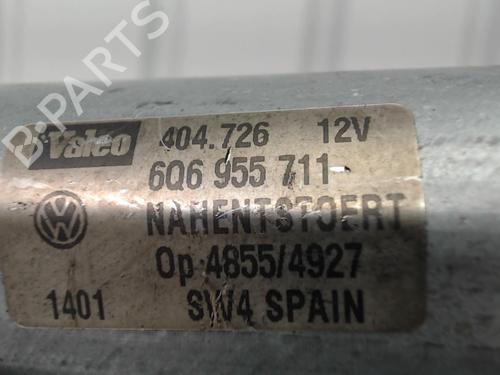 B PARTS
Valeo 404.726 12V
6Q6 955 711
NAHENTSTOERT
Op 4855/4927
1401 SW4 SPAIN